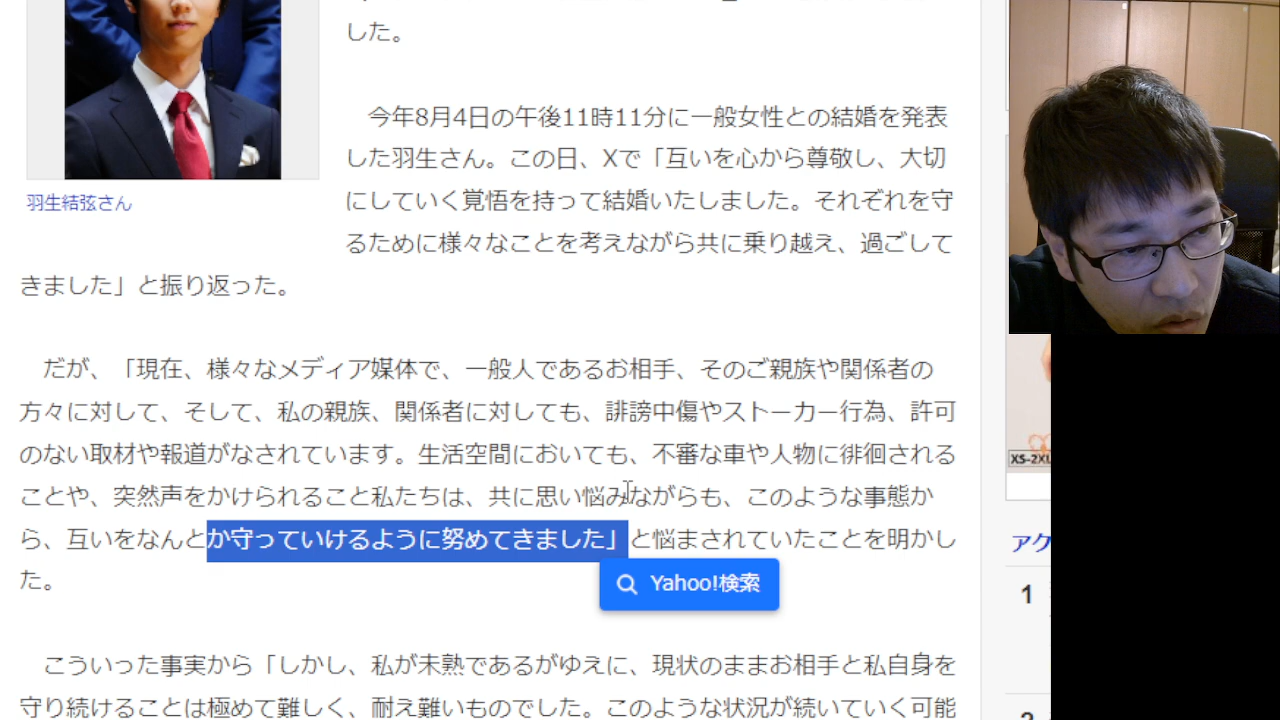 した。
今年8月4日の午後11時11分に一般女性との結婚を発表
した羽生さん。この日、Xで「互いを心から尊敬し、大切
にしていく覚悟を持って結婚いたしました。それぞれを守
るために様々なことを考えながら共に乗り越え、過ごして
きました」と振り返った。
羽生結弦さん
だが、「現在、様々なメディア媒体で、一般人であるお相手、そのご親族や関係者の
方々に対して、そして、私の親族、関係者に対しても、誹謗中傷やストーカー行為、許可
のない取材や報道がなされています。生活空間においても、不審な車や人物に徘徊される
ことや、突然声をかけられること私たちは、共に思い悩みながらも、このような事態か
ら、互いをなんとか守っていけるように努めてきました」と悩まされていたことを明かし
た。
Yahoo!検索
こういった事実から「しかし、私が未熟であるがゆえに、現状のままお相手と私自身を
守り続けることは極めて難しく、耐え難いものでした。このような状況が続いていく可能
XS-2XL
アク
1
2